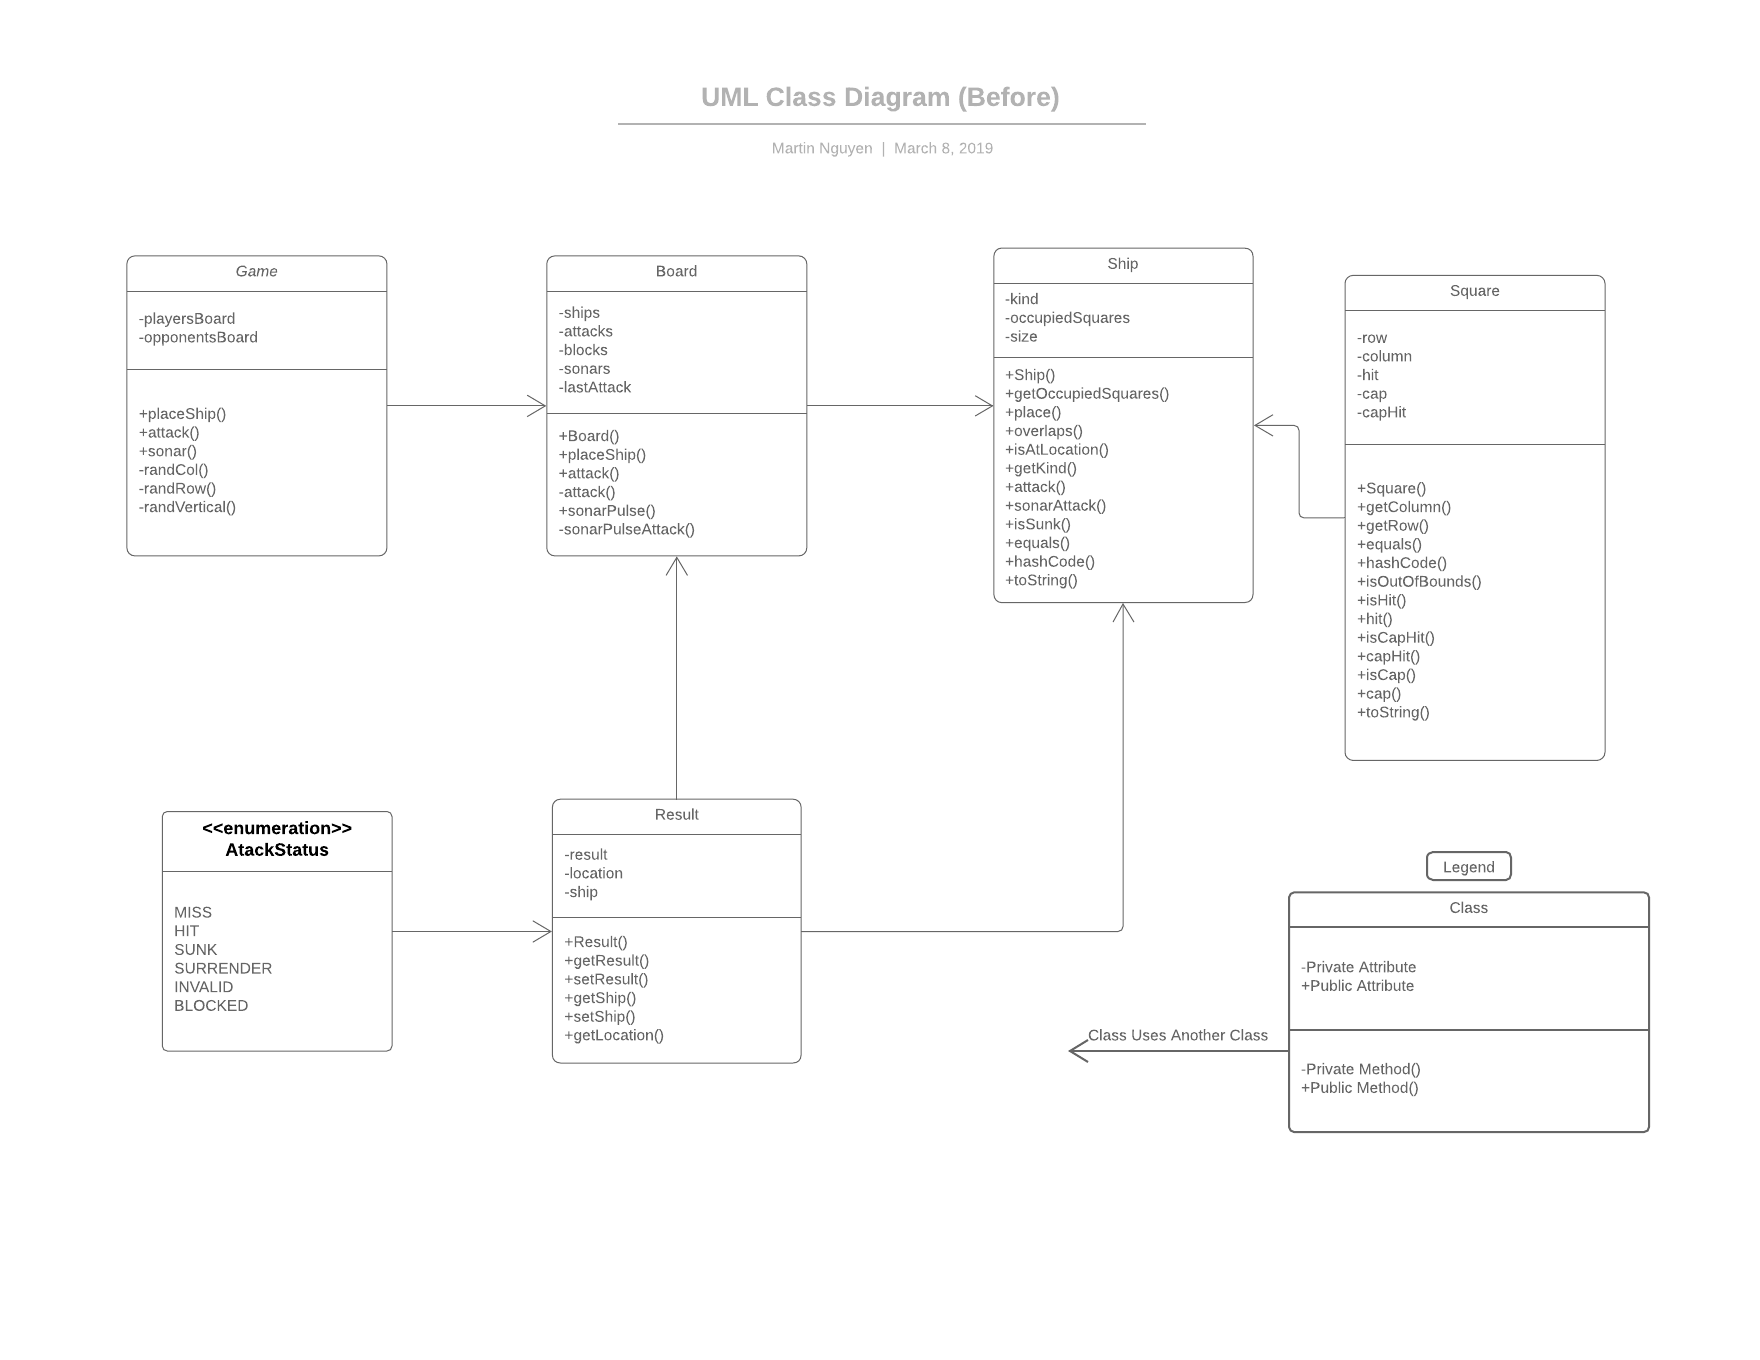 UML Class Diagram (Before)
Martin Nguyen | March 8, 2019
Game
-playersBoard
-opponentsBoard
+placeShip()
+attack()
+sonar()
-randCol()
-randRow()
-randVertical()
Board
-ships
-attacks
-blocks
-sonars
-lastAttack
+Board()
+placeShip()
+attack()
-attack()
+sonarPulse()
-sonarPulseAttack()
Ship
-kind
-occupiedSquares
-size
+Ship()
+getOccupiedSquares()
+place()
+overlaps()
+isAtLocation()
+getKind()
+attack()
+sonarAttack()
+isSunk()
+equals()
+hashCode()
+toString()
Square
-row
-column
-hit
-cap
-capHit
+Square()
+getColumn()
+getRow()
+equals()
+hashCode()
+isOutOfBounds()
+isHit()
+hit()
+isCapHit()
+capHit()
+isCap()
+cap()
+toString()
<<enumeration>>
AtackStatus
MISS
HIT
SUNK
SURRENDER
INVALID
BLOCKED
Result
-result
-location
-ship
+Result()
+getResult()
+setResult()
+getShip()
+setShip()
+getLocation()
Legend
Class
-Private Attribute
+Public Attribute
Class Uses Another Class
-Private Method()
+Public Method()